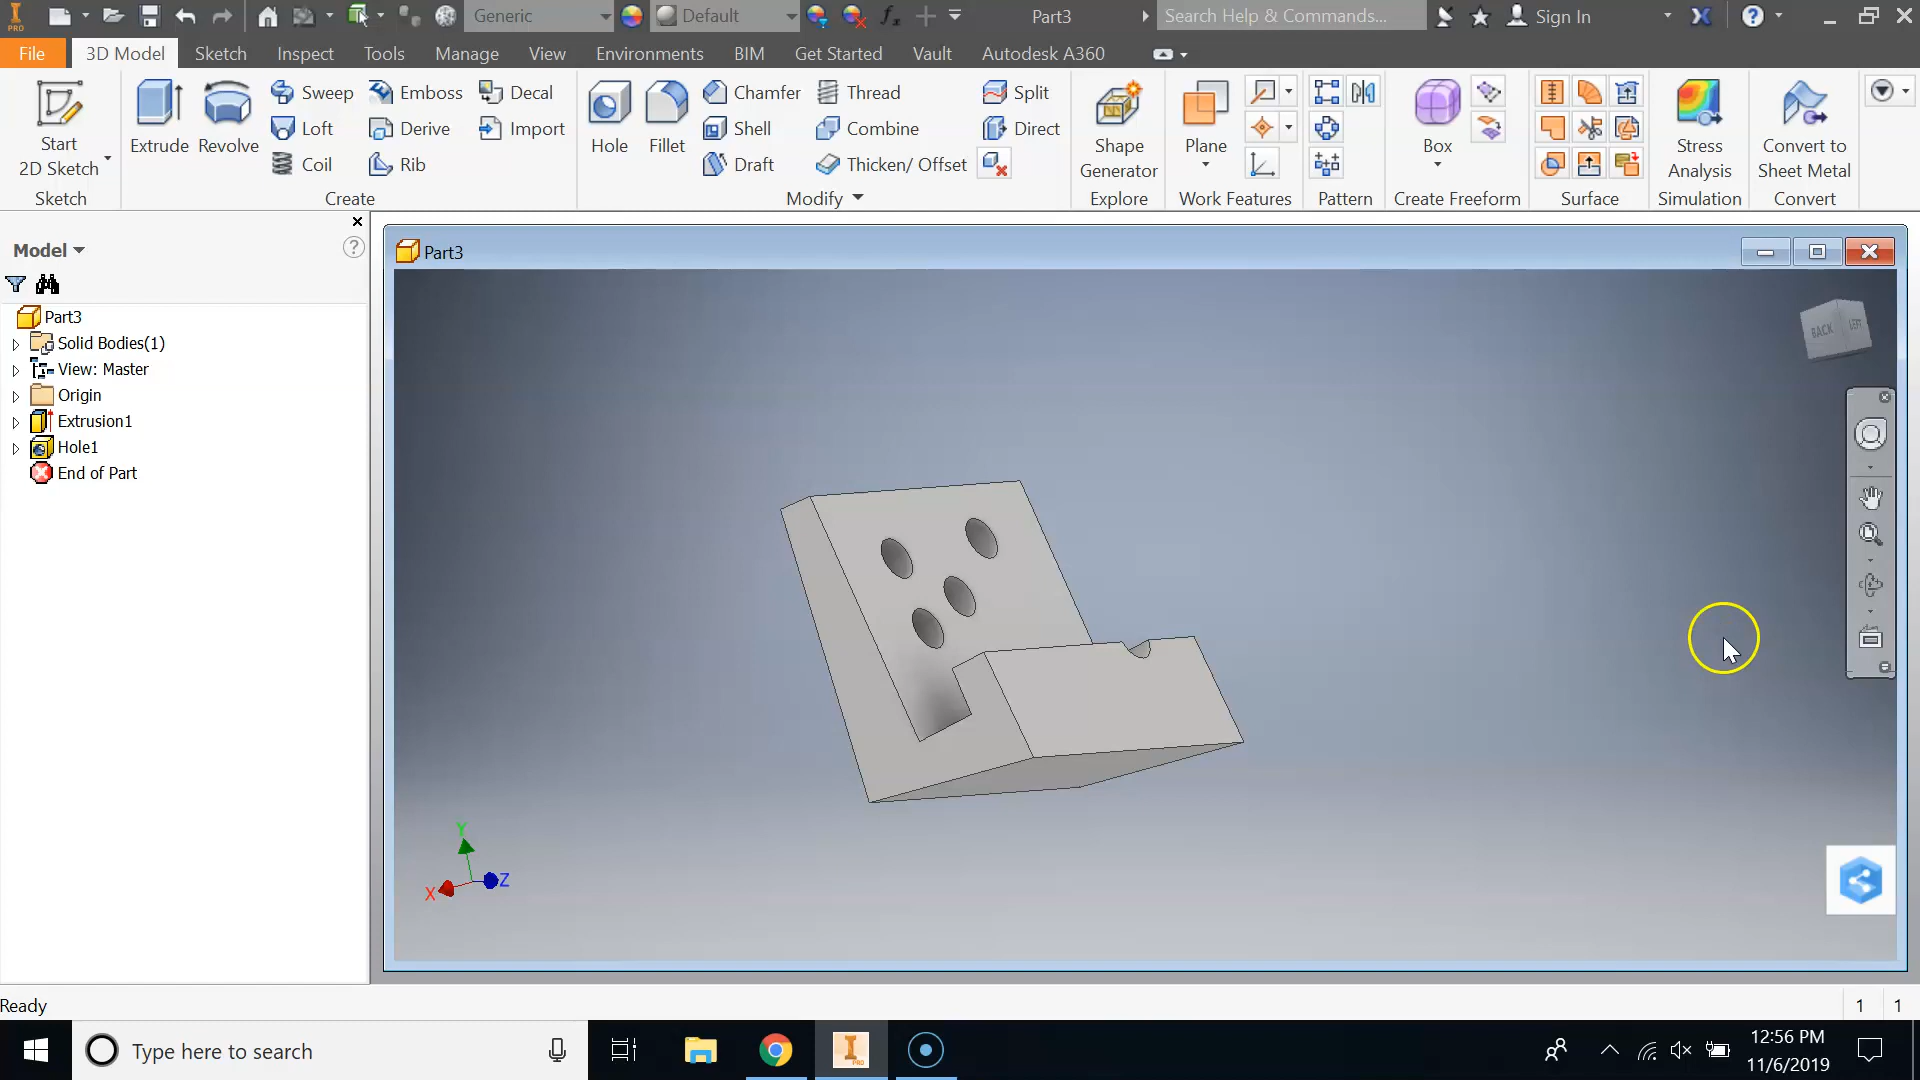 PRO
Generic
Default
Part3
Search Help & Commands...
Sign In
File
3D Model
Sketch
Inspect
Tools
Manage
View
Environments
BIM
Get Started
Vault
Autodesk A360
Start
2D Sketch
Sketch
Extrude
Revolve
Sweep
Loft
Coil
Emboss
Derive
Rib
Decal
Import
Create
Hole
Fillet
Chamfer
Shell
Draft
Thread
Combine
Thicken/ Offset
Split
Direct
Modify
Shape
Generator
Explore
Plane
Work Features
Pattern
Box
Create Freeform
Surface
Stress
Analysis
Simulation
Convert to
Sheet Metal
Convert
Model
Part3
Solid Bodies(1)
View: Master
Origin
Extrusion1
Hole1
End of Part
Part3
BACK
LEFT
Y
X
Z
Ready
1
1
Type here to search
PRO
12:56 PM
11/6/2019